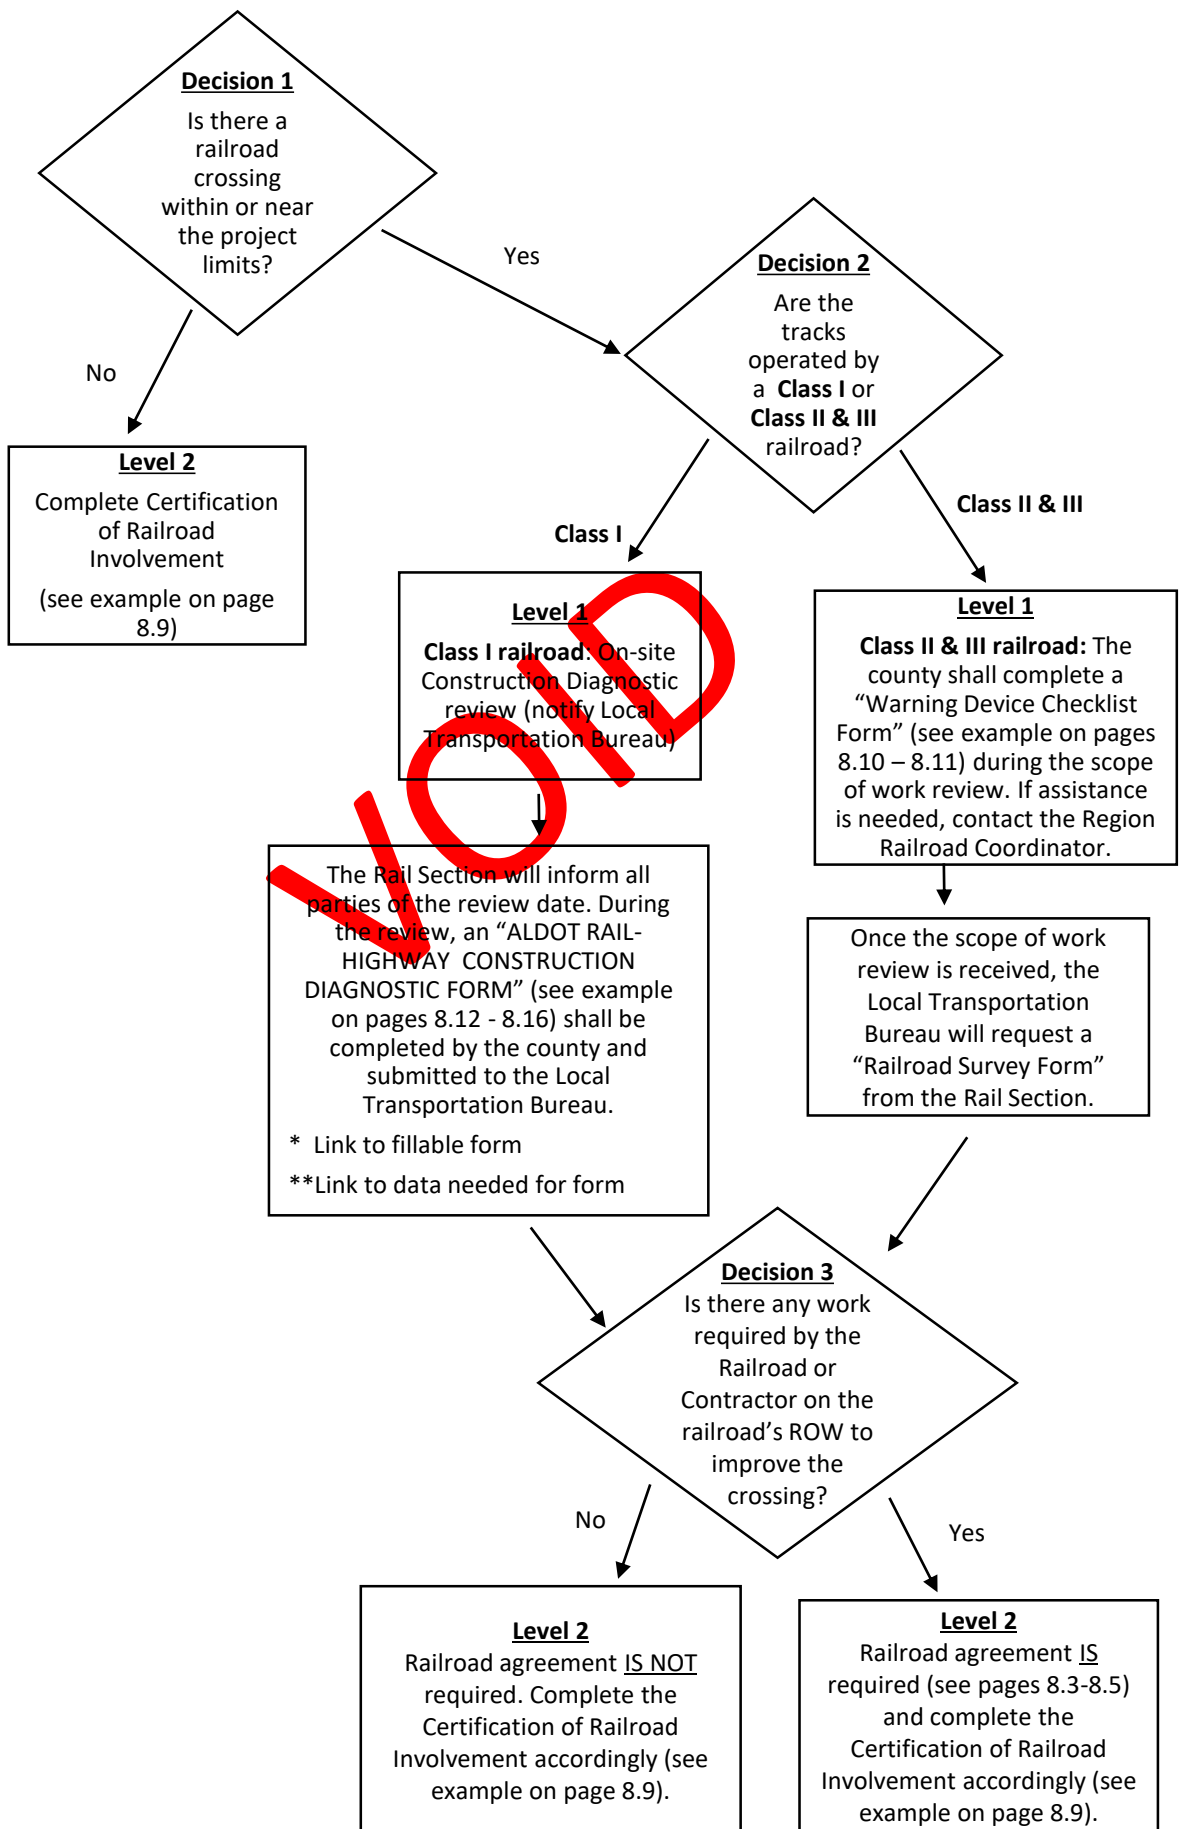 Decision 1
Is there a
railroad
crossing
within or near
the project
limits?
Yes
No
Decision 2
Are the
tracks
operated by
a Class I or
Class II & III
railroad?
Class I
Class II & III
Level 2
Complete Certification
of Railroad
Involvement
(see example on page
8.9)
Level 1
Class I railroad: On-site
Construction Diagnostic
review (notify Local
Transportation Bureau)
Level 1
Class II & III railroad: The
county shall complete a
“Warning Device Checklist
Form” (see example on pages
8.10 – 8.11) during the scope
of work review. If assistance
is needed, contact the Region
Railroad Coordinator.
VOID
The Rail Section will inform all
parties of the review date. During
the review, an “ALDOT RAIL-
HIGHWAY CONSTRUCTION
DIAGNOSTIC FORM” (see example
on pages 8.12 - 8.16) shall be
completed by the county and
submitted to the Local
Transportation Bureau.
* Link to fillable form
**Link to data needed for form
Once the scope of work
review is received, the
Local Transportation
Bureau will request a
“Railroad Survey Form”
from the Rail Section.
Decision 3
Is there any work
required by the
Railroad or
Contractor on the
railroad’s ROW to
improve the
crossing?
No
Yes
Level 2
Railroad agreement IS NOT
required. Complete the
Certification of Railroad
Involvement accordingly (see
example on page 8.9).
Level 2
Railroad agreement IS
required (see pages 8.3-8.5)
and complete the
Certification of Railroad
Involvement accordingly (see
example on page 8.9).